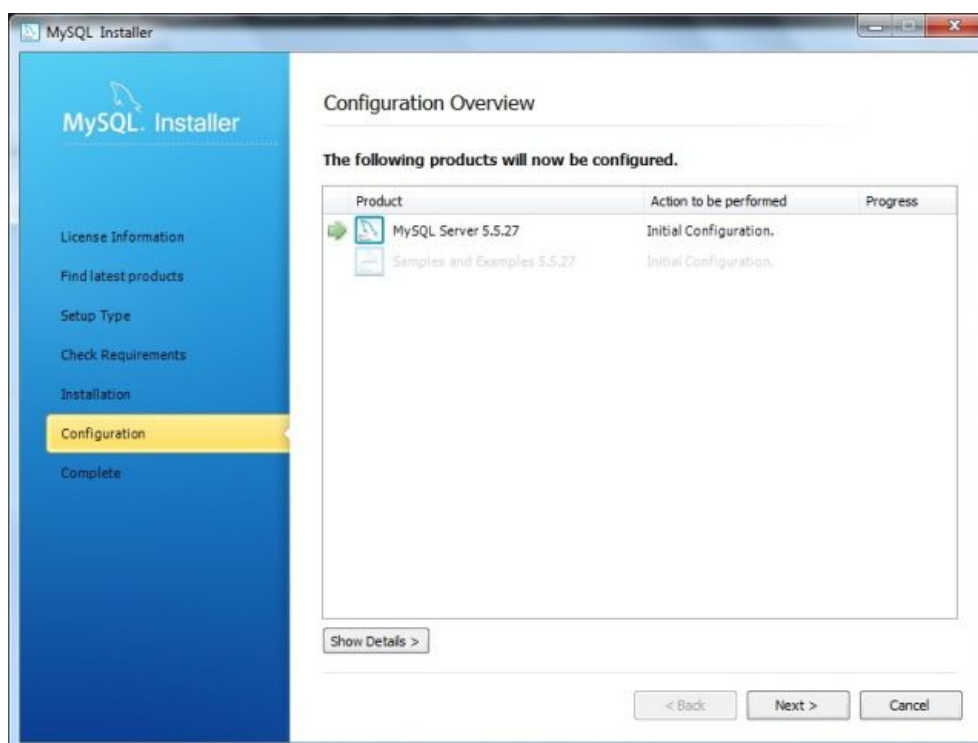 MySQL Installer
MySQL. Installer
License Information
Find latest products
Setup Type
Check Requirements
Installation
Configuration
Complete
Configuration Overview
The following products will now be configured.
Product Action to be performed Progress
MySQL Server 5.5.27 Initial Configuration.
Samples and Examples 5.5.27 Initial Configuration.
Show Details >
< Back Next > Cancel